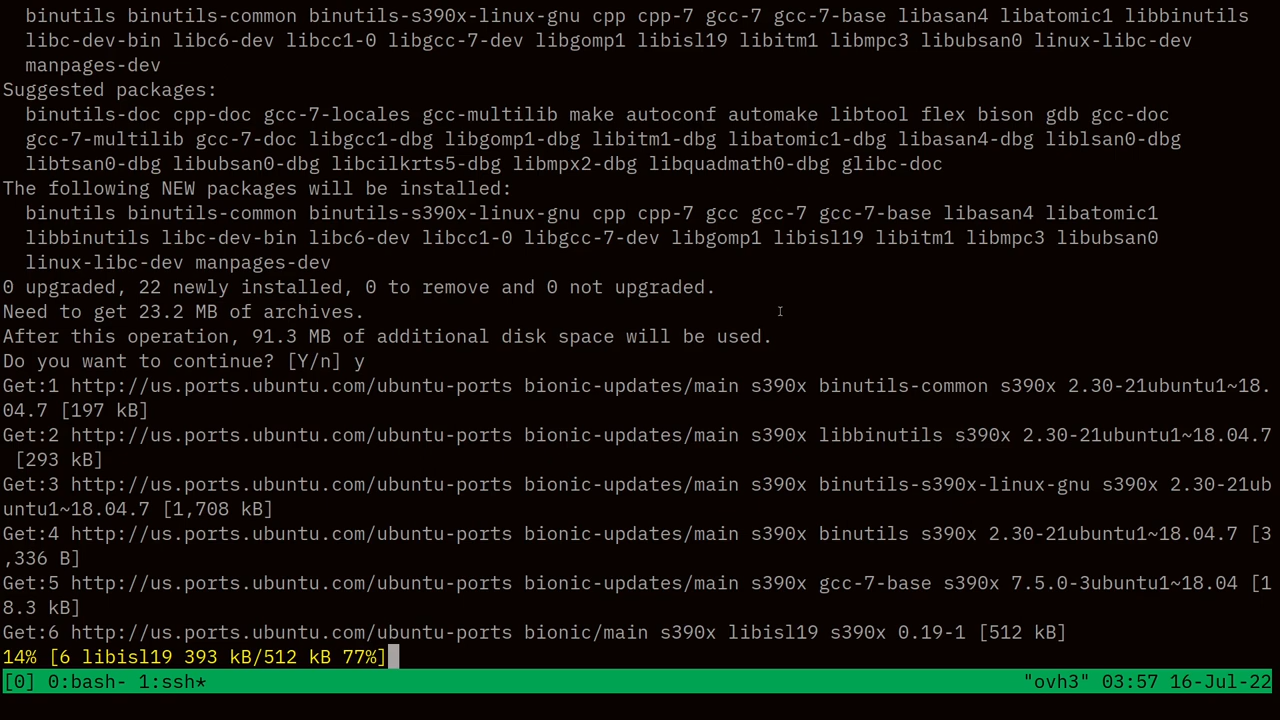 binutils binutils-common binutils-s390x-linux-gnu cpp cpp-7 gcc-7 gcc-7-base libasan4 libatomic1 libbinutils
libc-dev-bin libc6-dev libcc1-0 libgcc-7-dev libgomp1 libisl19 libitm1 libmpc3 libubsan0 linux-libc-dev
manpages-dev
Suggested packages:
binutils-doc cpp-doc gcc-7-locales gcc-multilib make autoconf automake libtool flex bison gdb gcc-doc
gcc-7-multilib gcc-7-doc libgcc1-dbg libgomp1-dbg libitm1-dbg libatomic1-dbg libasan4-dbg liblsan0-dbg
libtsan0-dbg libubsan0-dbg libcilkrts5-dbg libmpx2-dbg libquadmath0-dbg glibc-doc
The following NEW packages will be installed:
binutils binutils-common binutils-s390x-linux-gnu cpp cpp-7 gcc gcc-7 gcc-7-base libasan4 libatomic1
libbinutils libc-dev-bin libc6-dev libcc1-0 libgcc-7-dev libgomp1 libisl19 libitm1 libmpc3 libubsan0
linux-libc-dev manpages-dev
0 upgraded, 22 newly installed, 0 to remove and 0 not upgraded.
Need to get 23.2 MB of archives.
After this operation, 91.3 MB of additional disk space will be used.
Do you want to continue? [Y/n] y
Get:1 http://us.ports.ubuntu.com/ubuntu-ports bionic-updates/main s390x binutils-common s390x 2.30-21ubuntu1~18.
04.7 [197 kB]
Get:2 http://us.ports.ubuntu.com/ubuntu-ports bionic-updates/main s390x libbinutils s390x 2.30-21ubuntu1~18.04.7
[293 kB]
Get:3 http://us.ports.ubuntu.com/ubuntu-ports bionic-updates/main s390x binutils-s390x-linux-gnu s390x 2.30-21ub
untu1~18.04.7 [1,708 kB]
Get:4 http://us.ports.ubuntu.com/ubuntu-ports bionic-updates/main s390x binutils s390x 2.30-21ubuntu1~18.04.7 [3
,336 B]
Get:5 http://us.ports.ubuntu.com/ubuntu-ports bionic-updates/main s390x gcc-7-base s390x 7.5.0-3ubuntu1~18.04 [1
8.3 kB]
Get:6 http://us.ports.ubuntu.com/ubuntu-ports bionic/main s390x libisl19 s390x 0.19-1 [512 kB]
14% [6 libisl19 393 kB/512 kB 77%]
[0] 0:bash- 1:ssh* "ovh3" 03:57 16-Jul-22